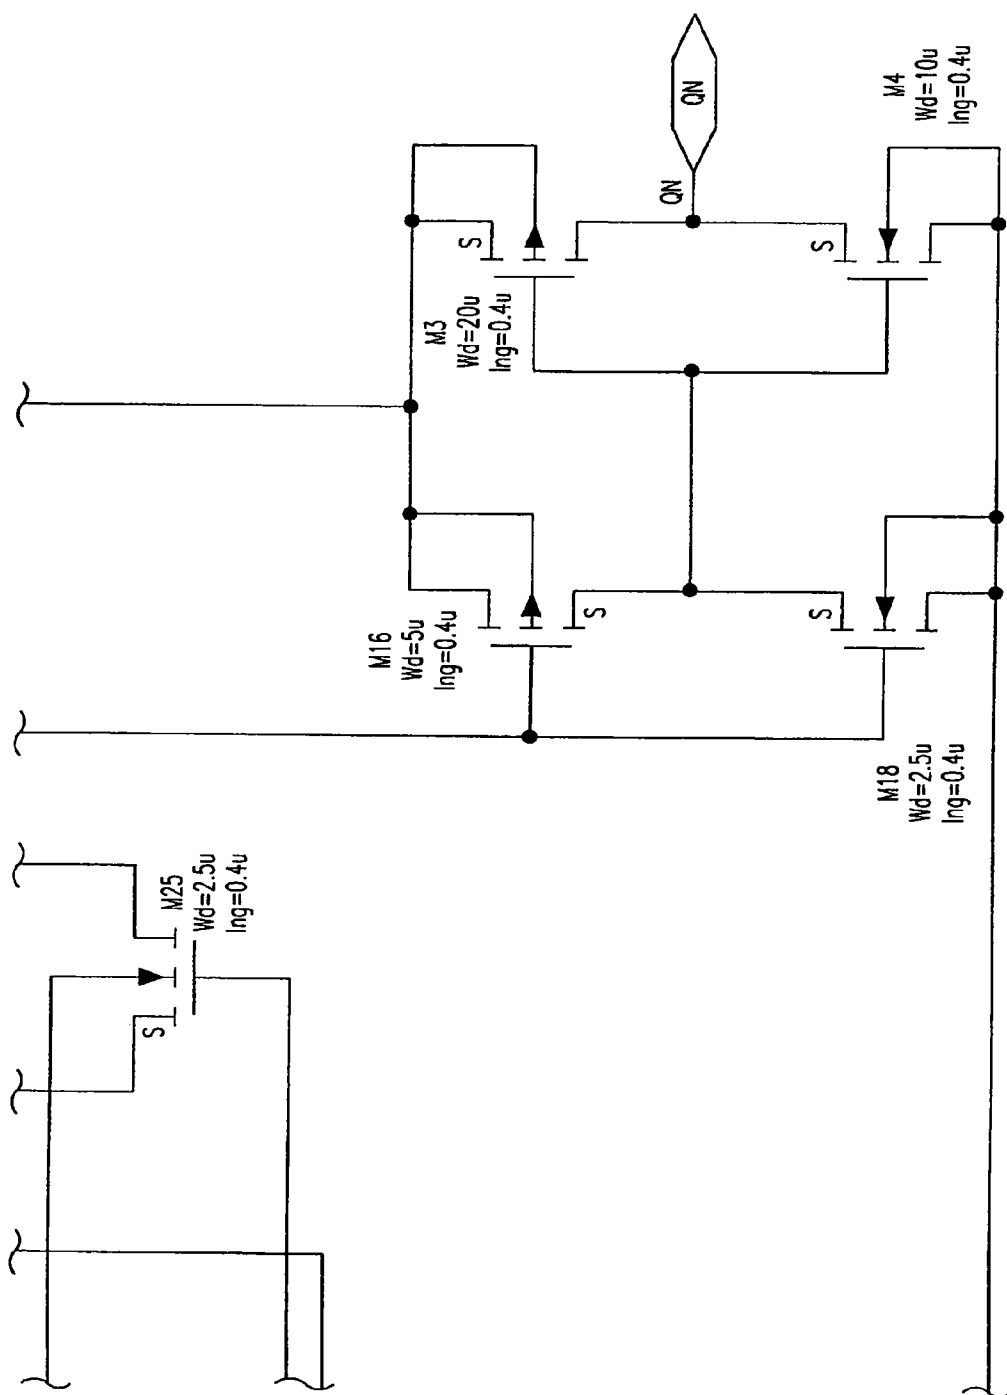 M25
Wd=2.5u
lng=0.4u
S
M16
Wd=5u
lng=0.4u
S
M18
Wd=2.5u
lng=0.4u
S
M3
Wd=20u
lng=0.4u
S
M4
Wd=10u
lng=0.4u
S
QN
QN